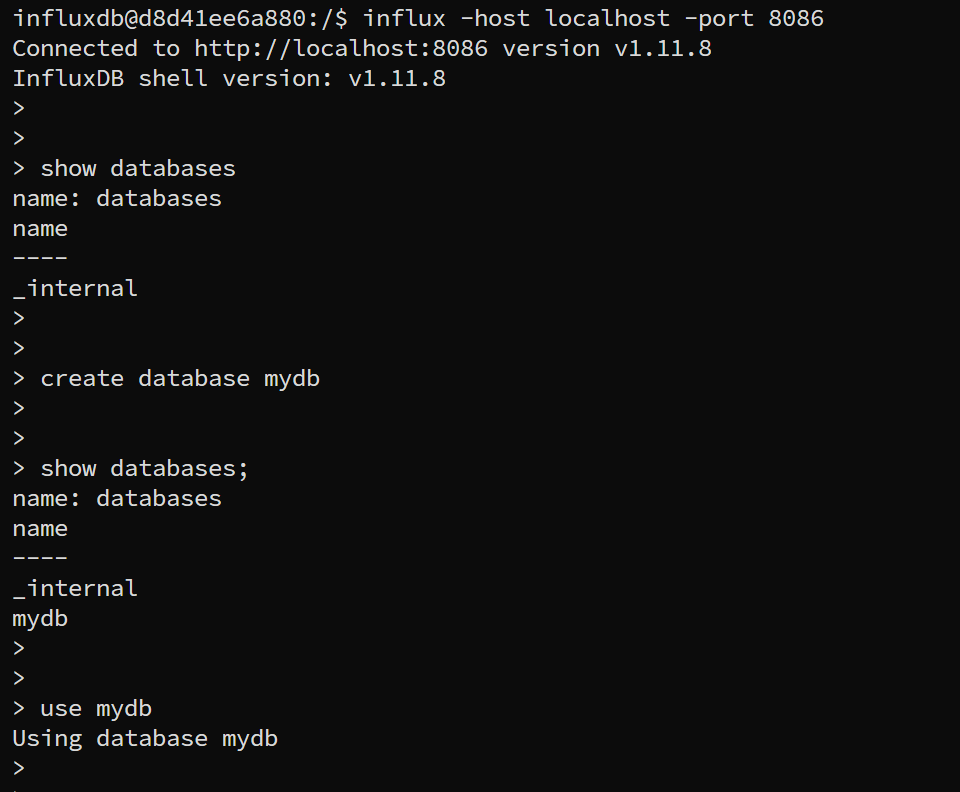 influxdb@d8d41ee6a880:/$ influx -host localhost -port 8086
Connected to http://localhost:8086 version v1.11.8
InfluxDB shell version: v1.11.8
>
>
> show databases
name: databases
name
----
_internal
>
>
> create database mydb
>
>
> show databases;
name: databases
name
----
_internal
mydb
>
>
> use mydb
Using database mydb
>